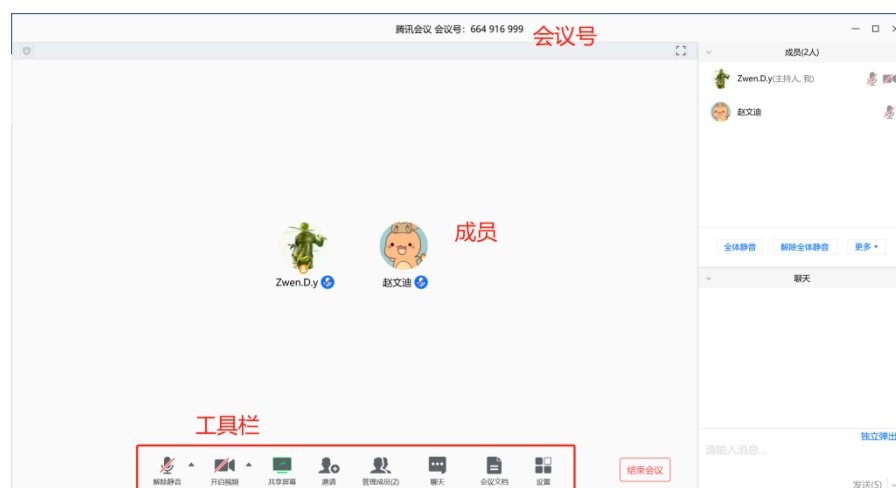 腾讯会议 会议号：664 916 999
会议号
成员(2人)
Zwen.D.y(主持人, 我)
赵文迪
成员
Zwen.D.y
赵文迪
全体静音 解除全体静音 更多
聊天
工具栏
解除静音 开启视频 共享屏幕 邀请 管理成员(2) 聊天 会议文档 设置
结束会议
独立弹出
请输入消息...
发送(S)